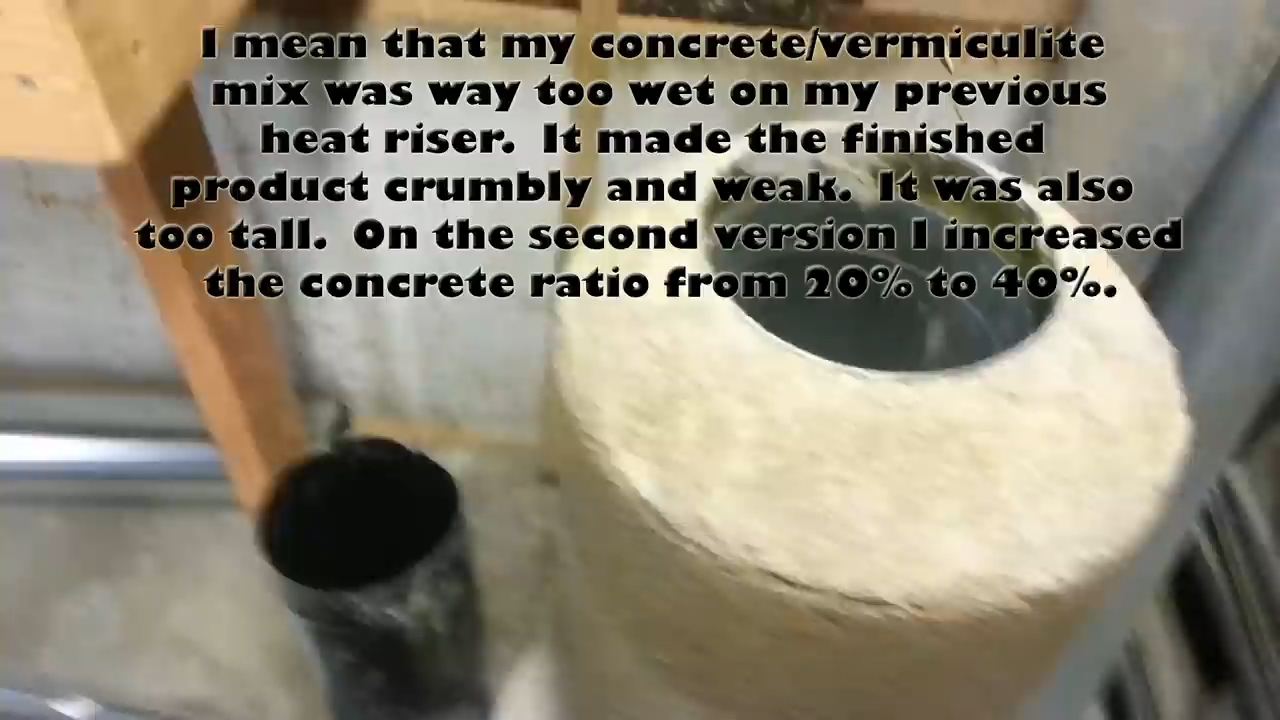 I mean that my concrete/vermiculite
mix was way too wet on my previous
heat riser. It made the finished
product crumbly and weak. It was also
too tall. On the second version I increased
the concrete ratio from 20% to 40%.